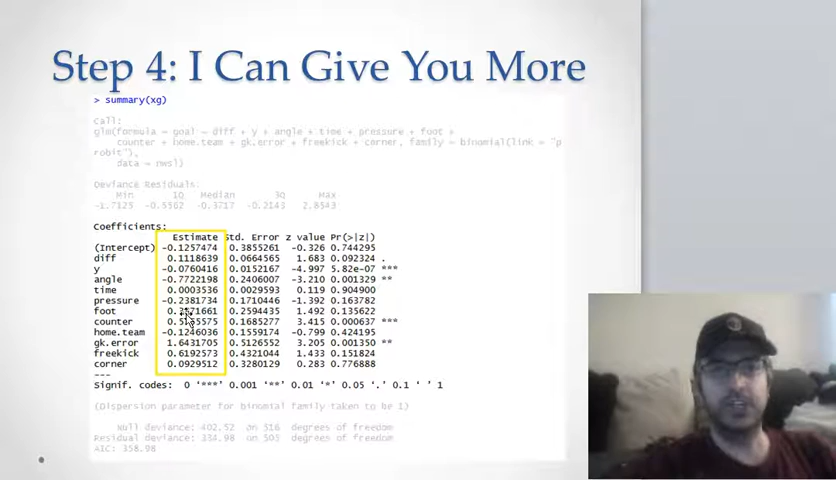 Step 4: I Can Give You More
> summary(xg)
Call:
glm(formula = goal ~ diff + y + angle + time + pressure + foot +
counter + home.team + gk.error + freekick + corner, family = binomial(link = "p
robit"),
data = nwsl)
Deviance Residuals:
Min 1Q Median 3Q Max
-1.7125 -0.5562 -0.3717 -0.2143 2.8543
Coefficients:
Estimate Std. Error z value Pr(>|z|)
(Intercept) -0.1257474 0.3855261 -0.326 0.744295
diff 0.1118639 0.0664565 1.683 0.092324 .
y -0.0760416 0.0152167 -4.997 5.82e-07 ***
angle -0.7722198 0.2406007 -3.210 0.001329 **
time 0.0003536 0.0029593 0.119 0.904900
pressure -0.2381734 0.1710446 -1.392 0.163782
foot 0.2594435 1.492 0.135622
counter 0.1685277 3.415 0.000637 ***
home.team -0.1246036 0.1559174 -0.799 0.424195
gk.error 1.6431705 0.5126552 3.205 0.001350 **
freekick 0.6192573 0.4321044 1.433 0.151824
corner 0.0929512 0.3280129 0.283 0.776888
---
Signif. codes: 0 '***' 0.001 '**' 0.01 '*' 0.05 '.' 0.1 ' ' 1
(Dispersion parameter for binomial family taken to be 1)
Null deviance: 402.52 on 516 degrees of freedom
Residual deviance: 334.98 on 505 degrees of freedom
AIC: 358.98